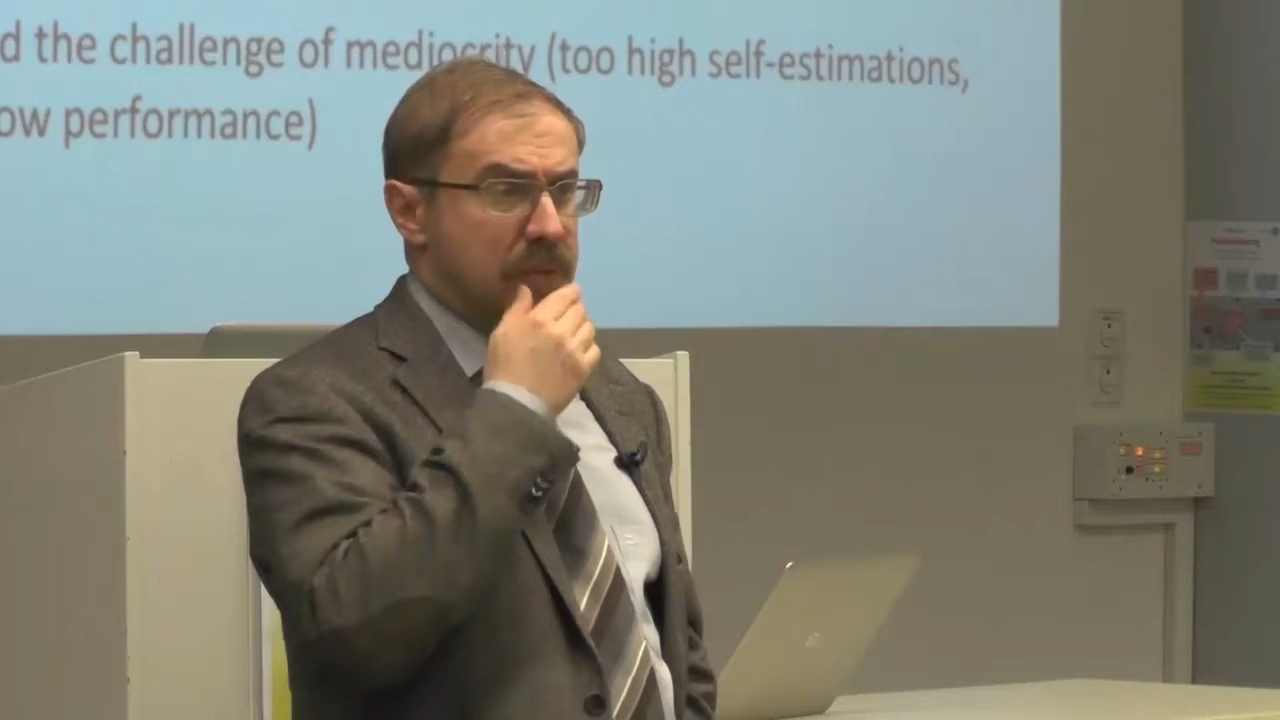 d the challenge of mediocrity (too high self-estimations,
ow performance)